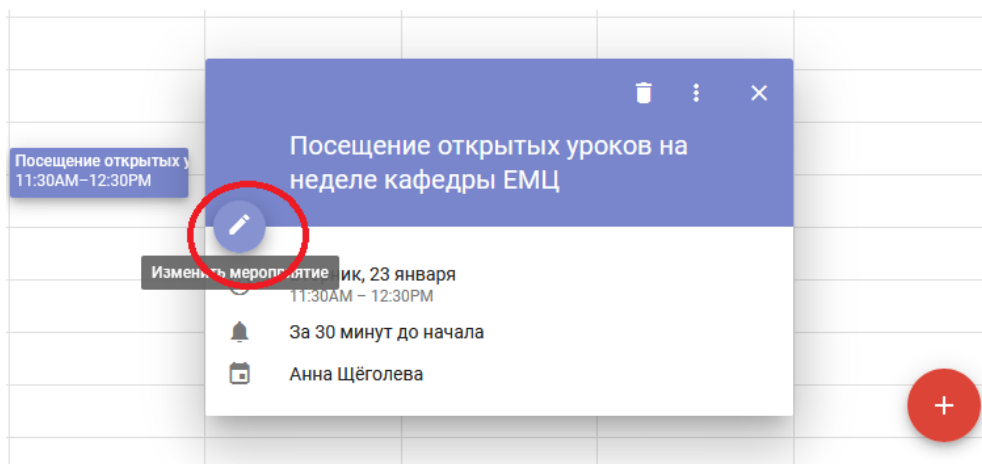 Посещение открытых уроков на
неделе кафедры ЕМЦ
Посещение открытых
11:30AM–12:30PM
Изменить мероприятие
23 января
11:30AM – 12:30PM
За 30 минут до начала
Анна Щёголева